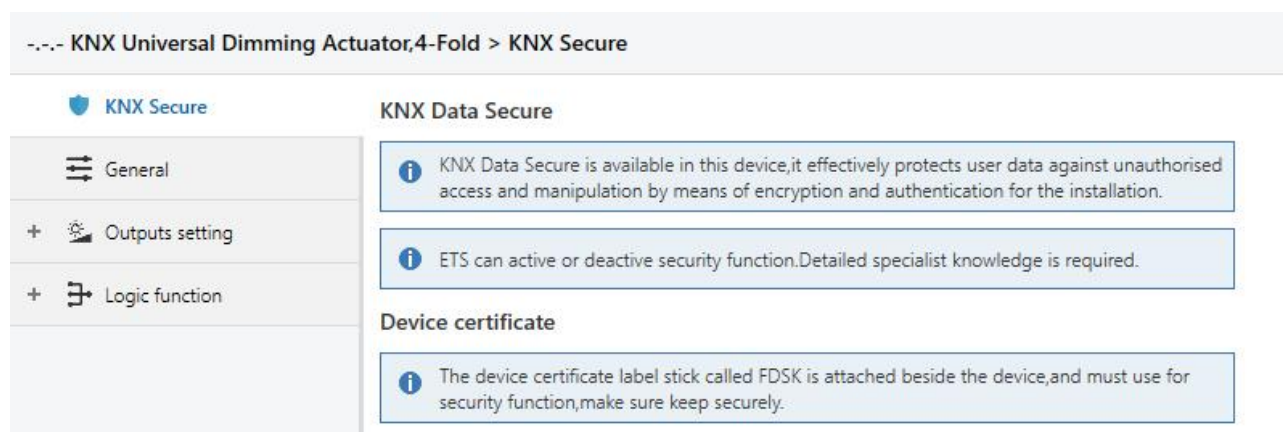 -.-.- KNX Universal Dimming Actuator,4-Fold > KNX Secure
KNX Secure
General
+ Outputs setting
+ Logic function
KNX Data Secure
KNX Data Secure is available in this device,it effectively protects user data against unauthorised
access and manipulation by means of encryption and authentication for the installation.
ETS can active or deactive security function.Detailed specialist knowledge is required.
Device certificate
The device certificate label stick called FDSK is attached beside the device,and must use for
security function,make sure keep securely.